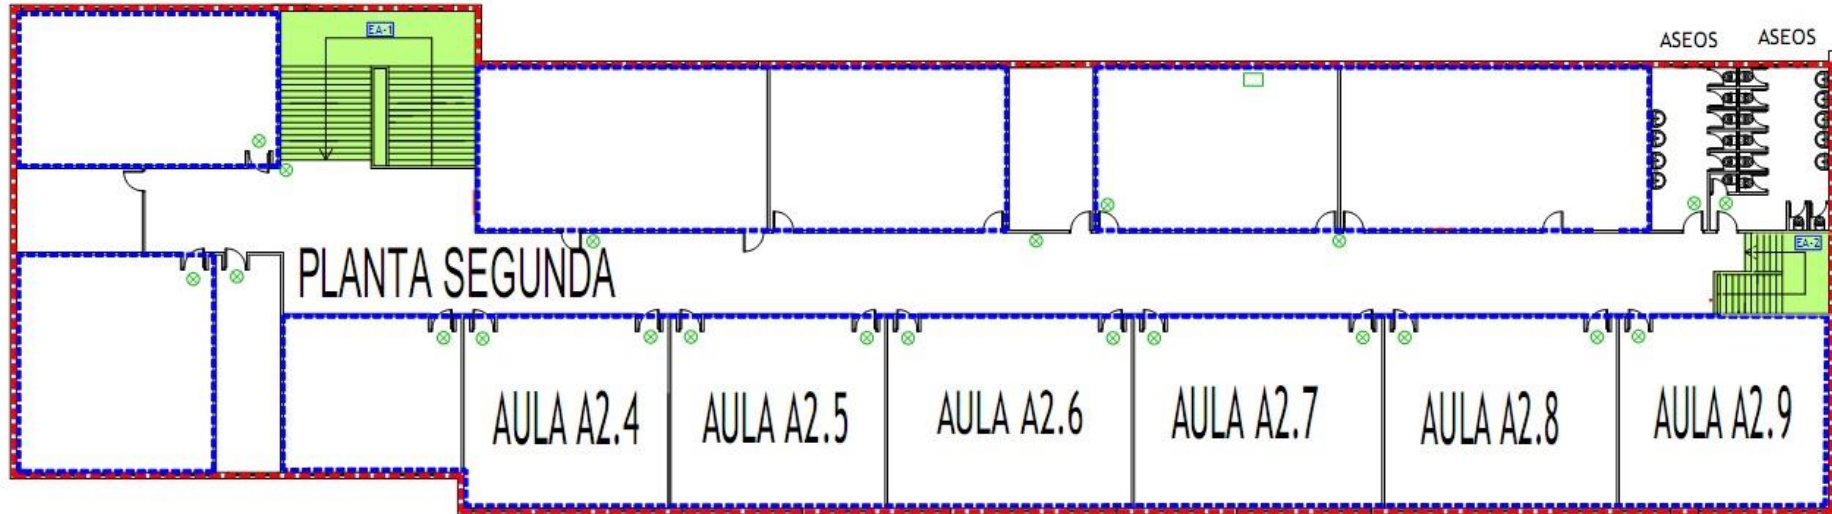 EA-1
ASEOS
ASEOS
EA-2
PLANTA SEGUNDA
AULA A2.4
AULA A2.5
AULA A2.6
AULA A2.7
AULA A2.8
AULA A2.9